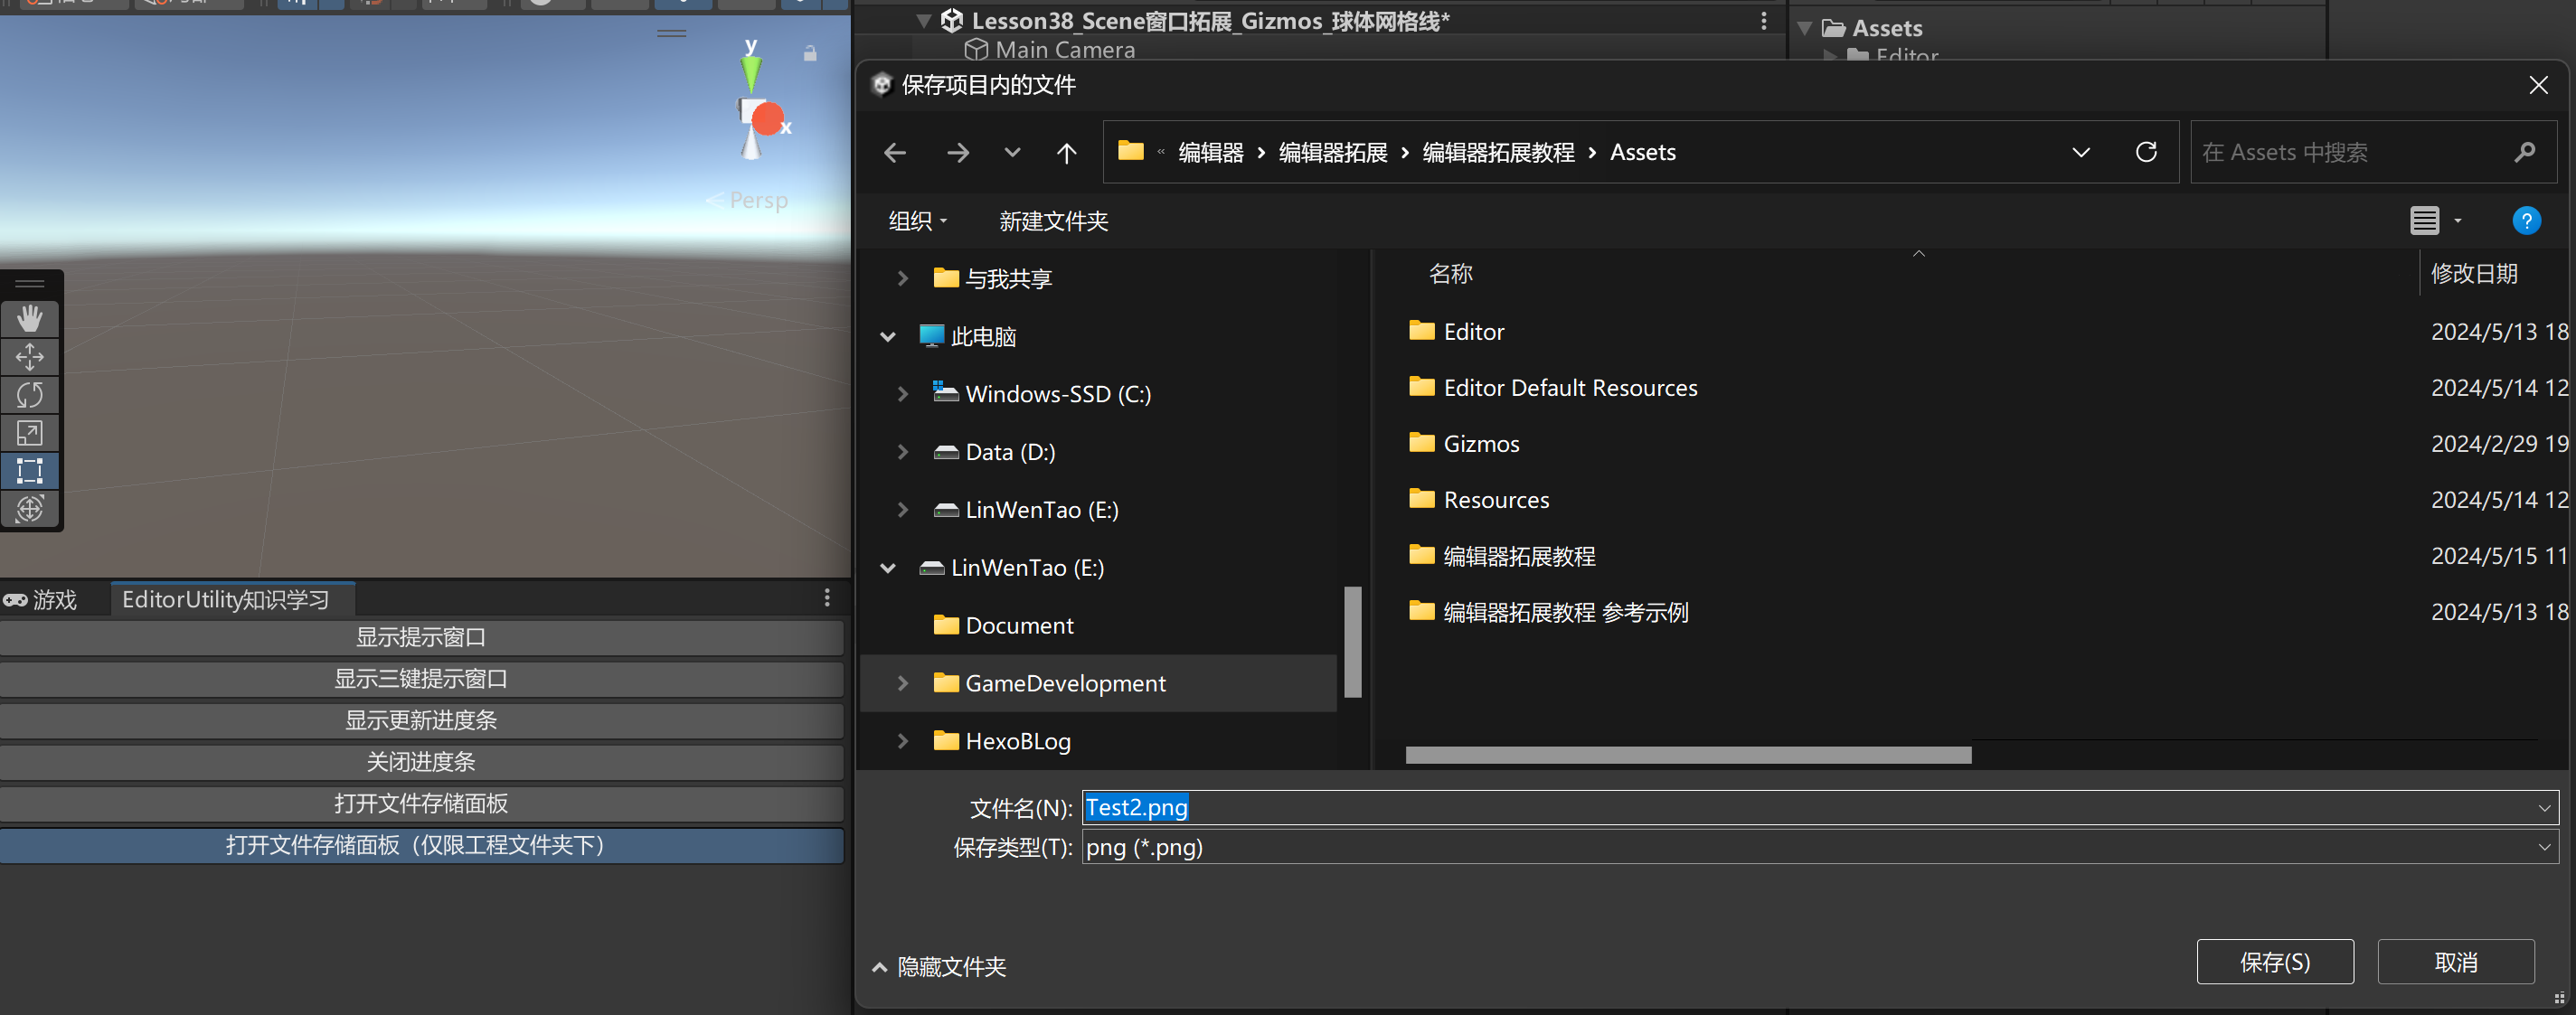 Lesson38_Scene窗口拓展_Gizmos_球体网格线*
Main Camera
Assets
Editor
y
x
Persp
游戏
EditorUtility知识学习
显示提示窗口
显示三键提示窗口
显示更新进度条
关闭进度条
打开文件存储面板
打开文件存储面板（仅限工程文件夹下）
保存项目内的文件
« 编辑器 › 编辑器拓展 › 编辑器拓展教程 › Assets
在 Assets 中搜索
组织
新建文件夹
与我共享
此电脑
Windows-SSD (C:)
Data (D:)
LinWenTao (E:)
LinWenTao (E:)
Document
GameDevelopment
HexoBLog
名称 修改日期
Editor 2024/5/13 18
Editor Default Resources 2024/5/14 12
Gizmos 2024/2/29 19
Resources 2024/5/14 12
编辑器拓展教程 2024/5/15 11
编辑器拓展教程 参考示例 2024/5/13 18
文件名(N): Test2.png
保存类型(T): png (*.png)
隐藏文件夹
保存(S)
取消